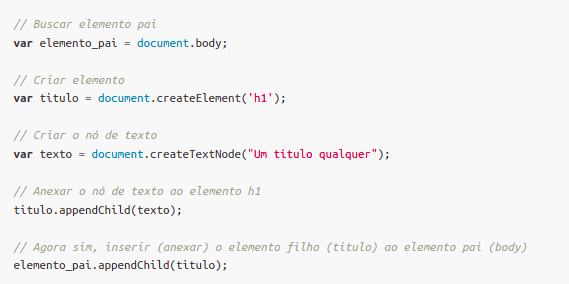 // Buscar elemento pai
var elemento_pai = document.body;
// Criar elemento
var titulo = document.createElement('h1');
// Criar o nó de texto
var texto = document.createTextNode("Um título qualquer");
// Anexar o nó de texto ao elemento h1
titulo.appendChild(texto);
// Agora sim, inserir (anexar) o elemento filho (titulo) ao elemento pai (body)
elemento_pai.appendChild(titulo);